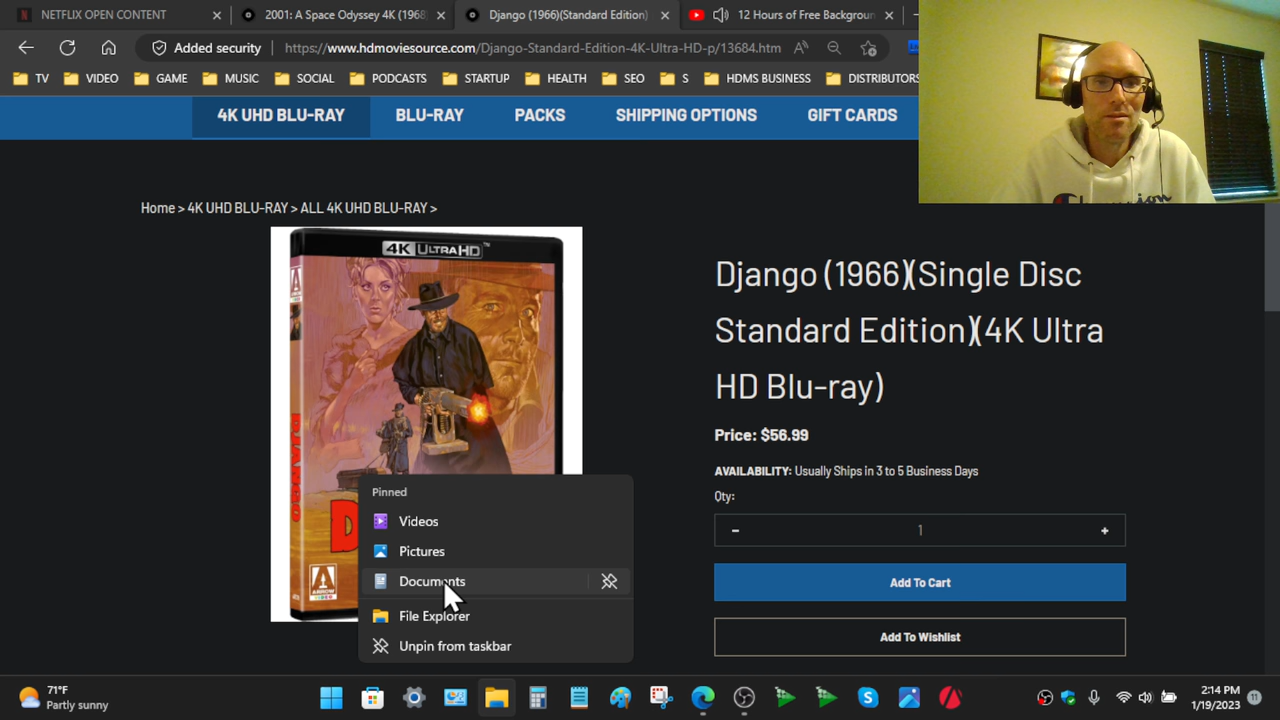 NETFLIX OPEN CONTENT
2001: A Space Odyssey 4K (1968)
Django (1966)(Standard Edition)
12 Hours of Free Backgroun
Added security
https://www.hdmoviesource.com/Django-Standard-Edition-4K-Ultra-HD-p/13684.htm
TV
VIDEO
GAME
MUSIC
SOCIAL
PODCASTS
STARTUP
HEALTH
SEO
S
HDMS BUSINESS
DISTRIBUTORS
4K UHD BLU-RAY
BLU-RAY
PACKS
SHIPPING OPTIONS
GIFT CARDS
Champion
Home > 4K UHD BLU-RAY > ALL 4K UHD BLU-RAY >
4K ULTRA HD™
DJANGO
D
ARROW
Django (1966)(Single Disc
Standard Edition)(4K Ultra
HD Blu-ray)
Price: $56.99
AVAILABILITY: Usually Ships in 3 to 5 Business Days
Qty:
- 1 +
Add To Cart
Add To Wishlist
Pinned
Videos
Pictures
Documents
File Explorer
Unpin from taskbar
71°F
Partly sunny
2:14 PM
1/19/2023
11